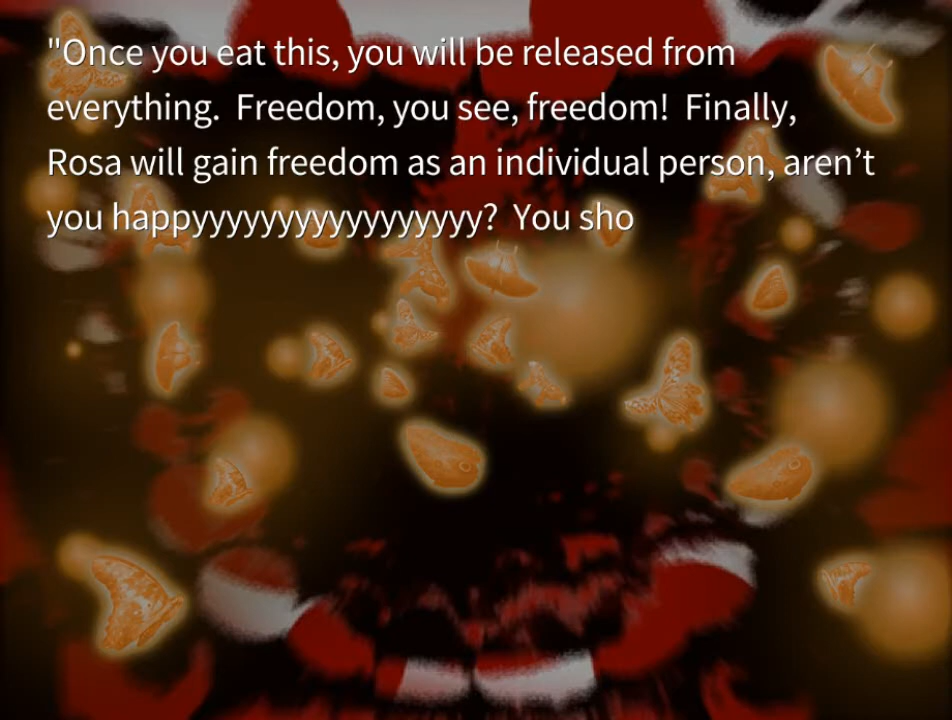 "Once you eat this, you will be released from
everything.  Freedom, you see, freedom!  Finally,
Rosa will gain freedom as an individual person, aren’t
you happyyyyyyyyyyyyyyyyyy?  You sho